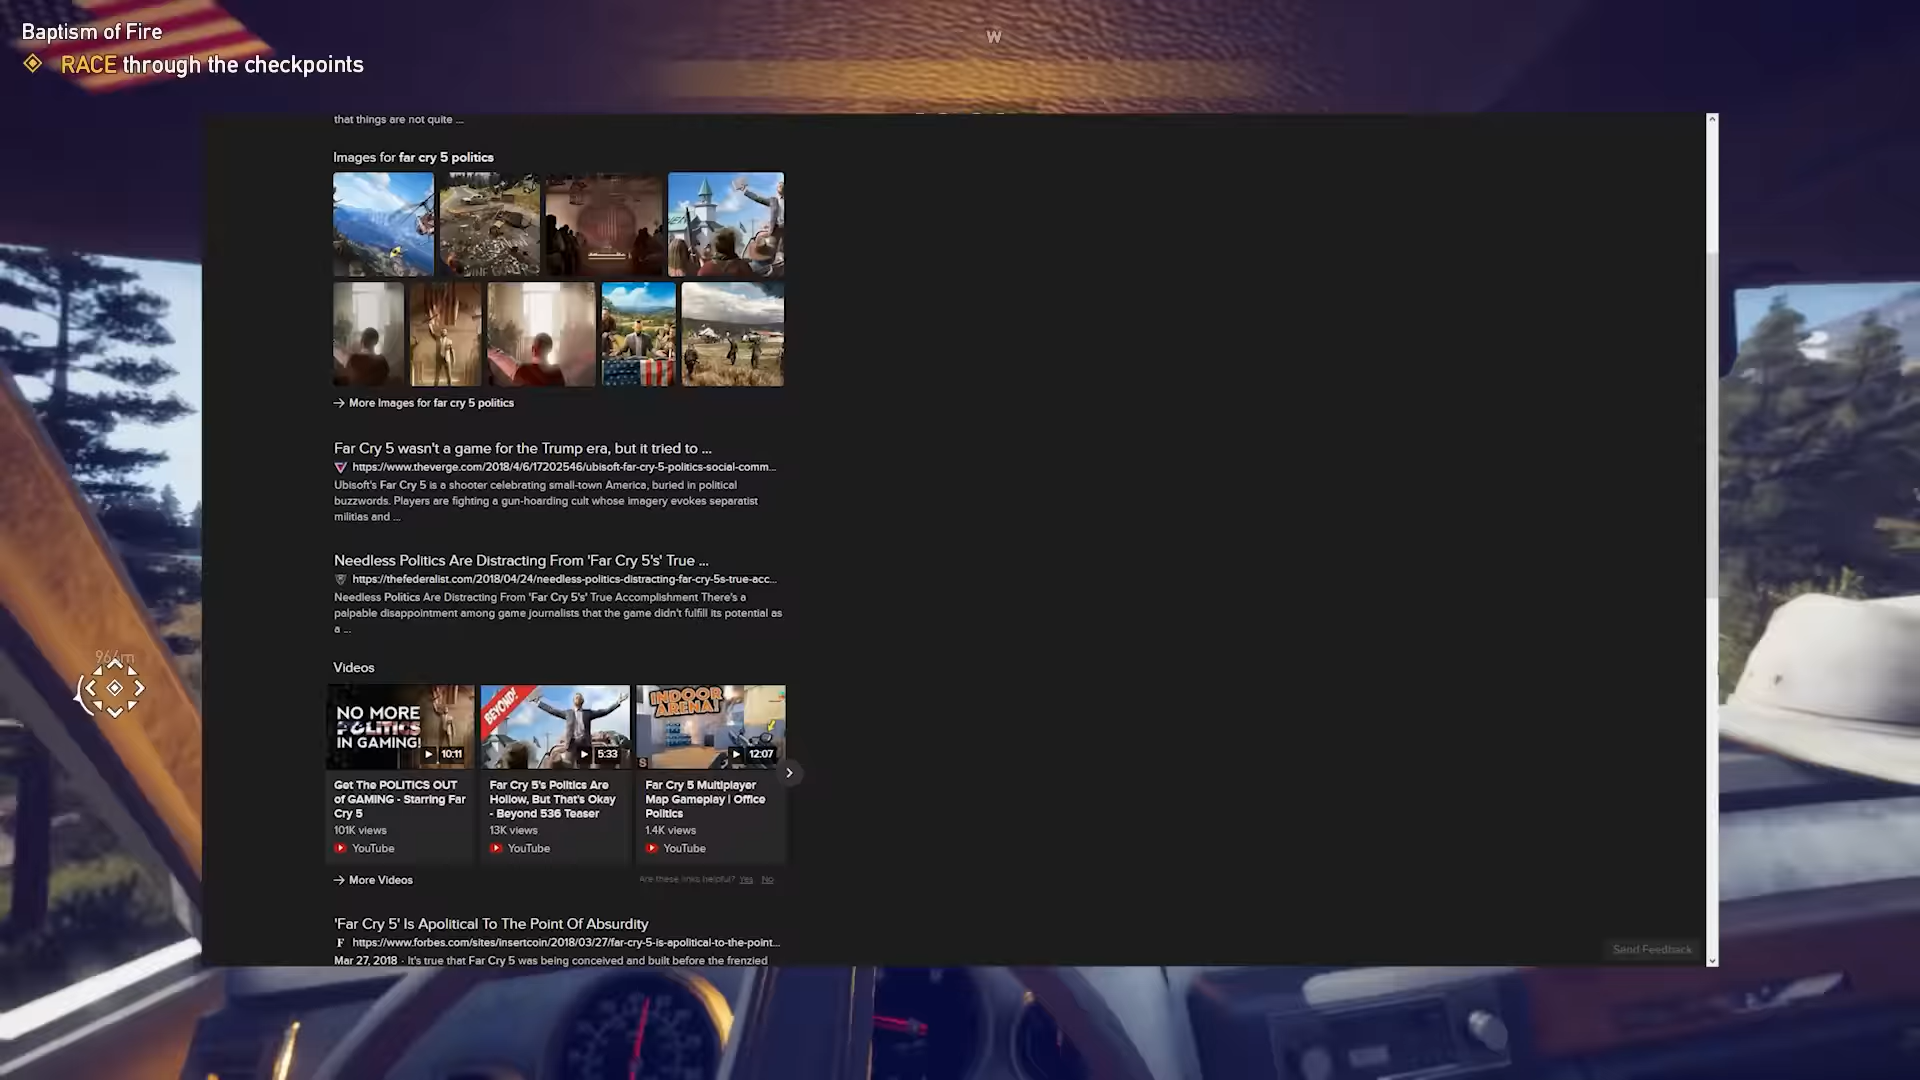 Baptism of Fire
RACE through the checkpoints
W
that things are not quite ...
Images for far cry 5 politics
More Images for far cry 5 politics
Far Cry 5 wasn't a game for the Trump era, but it tried to ...
https://www.theverge.com/2018/4/6/17202546/ubisoft-far-cry-5-politics-social-comm...
Ubisoft's Far Cry 5 is a shooter celebrating small-town America, buried in political
buzzwords. Players are fighting a gun-hoarding cult whose imagery evokes separatist
militias and ...
Needless Politics Are Distracting From 'Far Cry 5's' True ...
https://thefederalist.com/2018/04/24/needless-politics-distracting-far-cry-5s-true-acc...
Needless Politics Are Distracting From 'Far Cry 5's' True Accomplishment There's a
palpable disappointment among game journalists that the game didn't fulfill its potential as
a ...
964m
Videos
NO MORE
POLITICS
IN GAMING!
10:11
BEYOND!
5:33
INDOOR
ARENA!
12:07
Get The POLITICS OUT
of GAMING - Starring Far
Cry 5
101K views
YouTube
Far Cry 5's Politics Are
Hollow, But That's Okay
- Beyond 536 Teaser
13K views
YouTube
Far Cry 5 Multiplayer
Map Gameplay | Office
Politics
1.4K views
YouTube
More Videos
Are these links helpful? Yes No
'Far Cry 5' Is Apolitical To The Point Of Absurdity
F https://www.forbes.com/sites/insertcoin/2018/03/27/far-cry-5-is-apolitical-to-the-point...
Mar 27, 2018 · It's true that Far Cry 5 was being conceived and built before the frenzied
Send Feedback